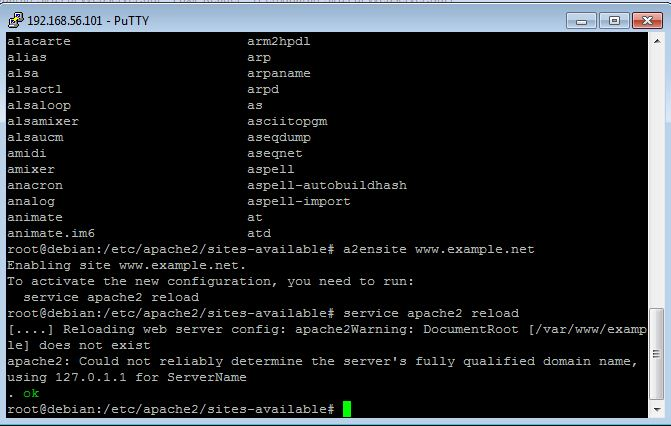 192.168.56.101 - PuTTY
alacarte arm2hpdl
alias arp
alsa arpaname
alsactl arpd
alsaloop as
alsamixer asciitopgm
alsaucm aseqdump
amidi aseqnet
amixer aspell
anacron aspell-autobuildhash
analog aspell-import
animate at
animate.im6 atd
root@debian:/etc/apache2/sites-available# a2ensite www.example.net
Enabling site www.example.net.
To activate the new configuration, you need to run:
  service apache2 reload
root@debian:/etc/apache2/sites-available# service apache2 reload
[....] Reloading web server config: apache2Warning: DocumentRoot [/var/www/examp
le] does not exist
apache2: Could not reliably determine the server's fully qualified domain name,
using 127.0.1.1 for ServerName
. ok
root@debian:/etc/apache2/sites-available#